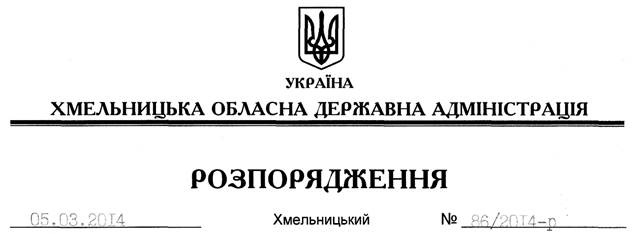 УКРАЇНА
ХМЕЛЬНИЦЬКА ОБЛАСНА ДЕРЖАВНА АДМІНІСТРАЦІЯ
РОЗПОРЯДЖЕННЯ
05.03.2014 Хмельницький № 86/2014-р